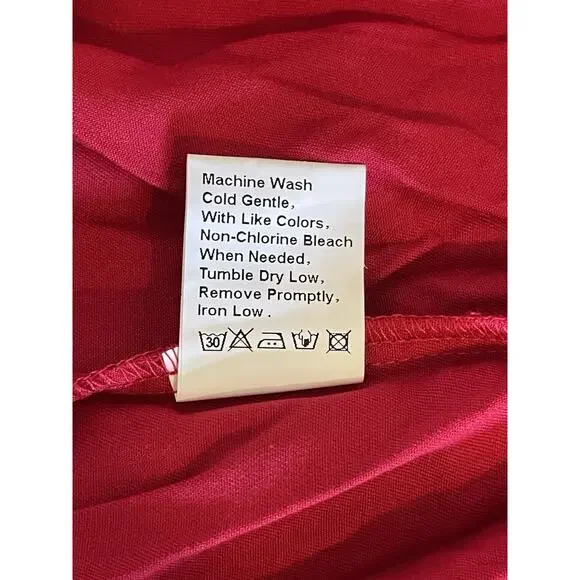 Machine Wash
Cold Gentle,
With Like Colors,
Non-Chlorine Bleach
When Needed,
Tumble Dry Low,
Remove Promptly,
Iron Low .
30